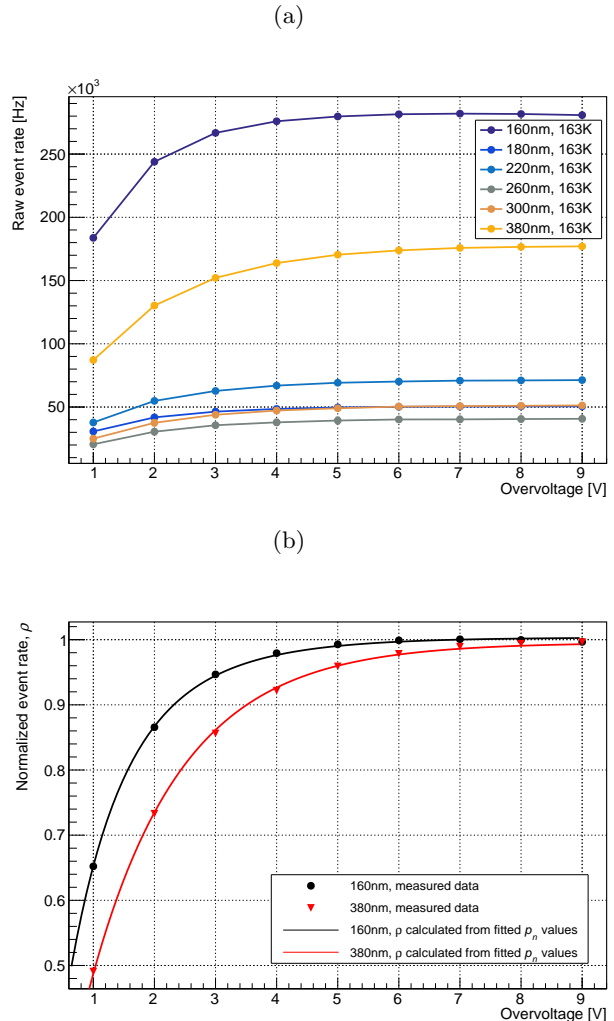 (a)
×10³
Raw event rate [Hz]
250
200
150
100
50
160nm, 163K
180nm, 163K
220nm, 163K
260nm, 163K
300nm, 163K
380nm, 163K
1 2 3 4 5 6 7 8 9
Overvoltage [V]
(b)
Normalized event rate, ρ
1
0.9
0.8
0.7
0.6
0.5
160nm, measured data
380nm, measured data
160nm, ρ calculated from fitted pₙ values
380nm, ρ calculated from fitted pₙ values
1 2 3 4 5 6 7 8 9
Overvoltage [V]